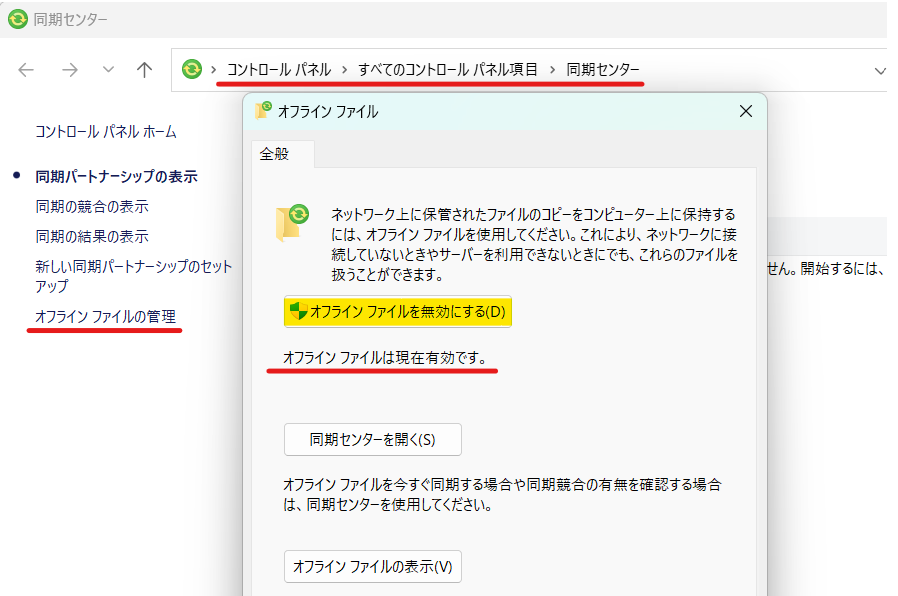 同期センター
コントロール パネル › すべてのコントロール パネル項目 › 同期センター
コントロール パネル ホーム
同期パートナーシップの表示
同期の競合の表示
同期の結果の表示
新しい同期パートナーシップのセット
アップ
オフライン ファイルの管理
せん。開始するには、
オフライン ファイル
全般
ネットワーク上に保管されたファイルのコピーをコンピューター上に保持する
には、オフライン ファイルを使用してください。これにより、ネットワークに接
続していないときやサーバーを利用できないときにでも、これらのファイルを
扱うことができます。
オフライン ファイルを無効にする(D)
オフライン ファイルは現在有効です。
同期センターを開く(S)
オフライン ファイルを今すぐ同期する場合や同期競合の有無を確認する場合
は、同期センターを使用してください。
オフライン ファイルの表示(V)